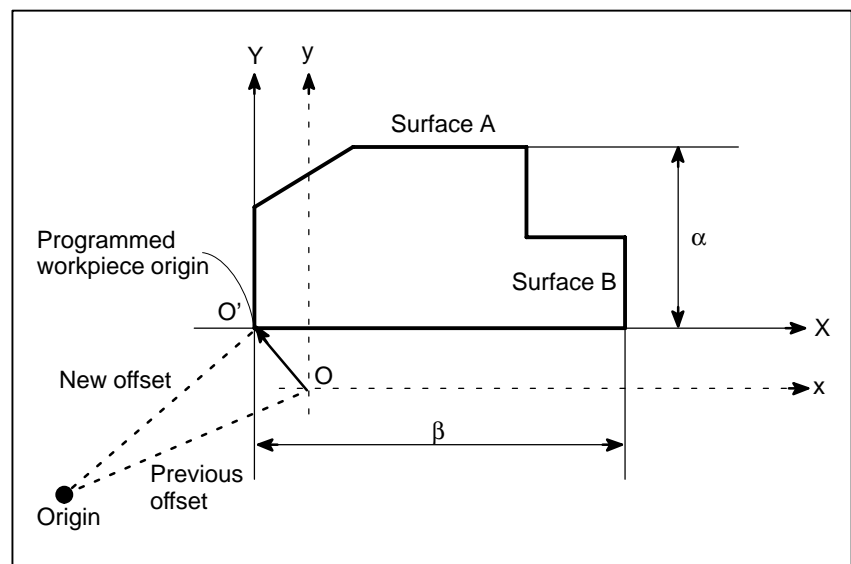 Y
y
Surface A
Programmed
workpiece origin
α
Surface B
O’
X
New offset
O
x
β
Previous
offset
Origin